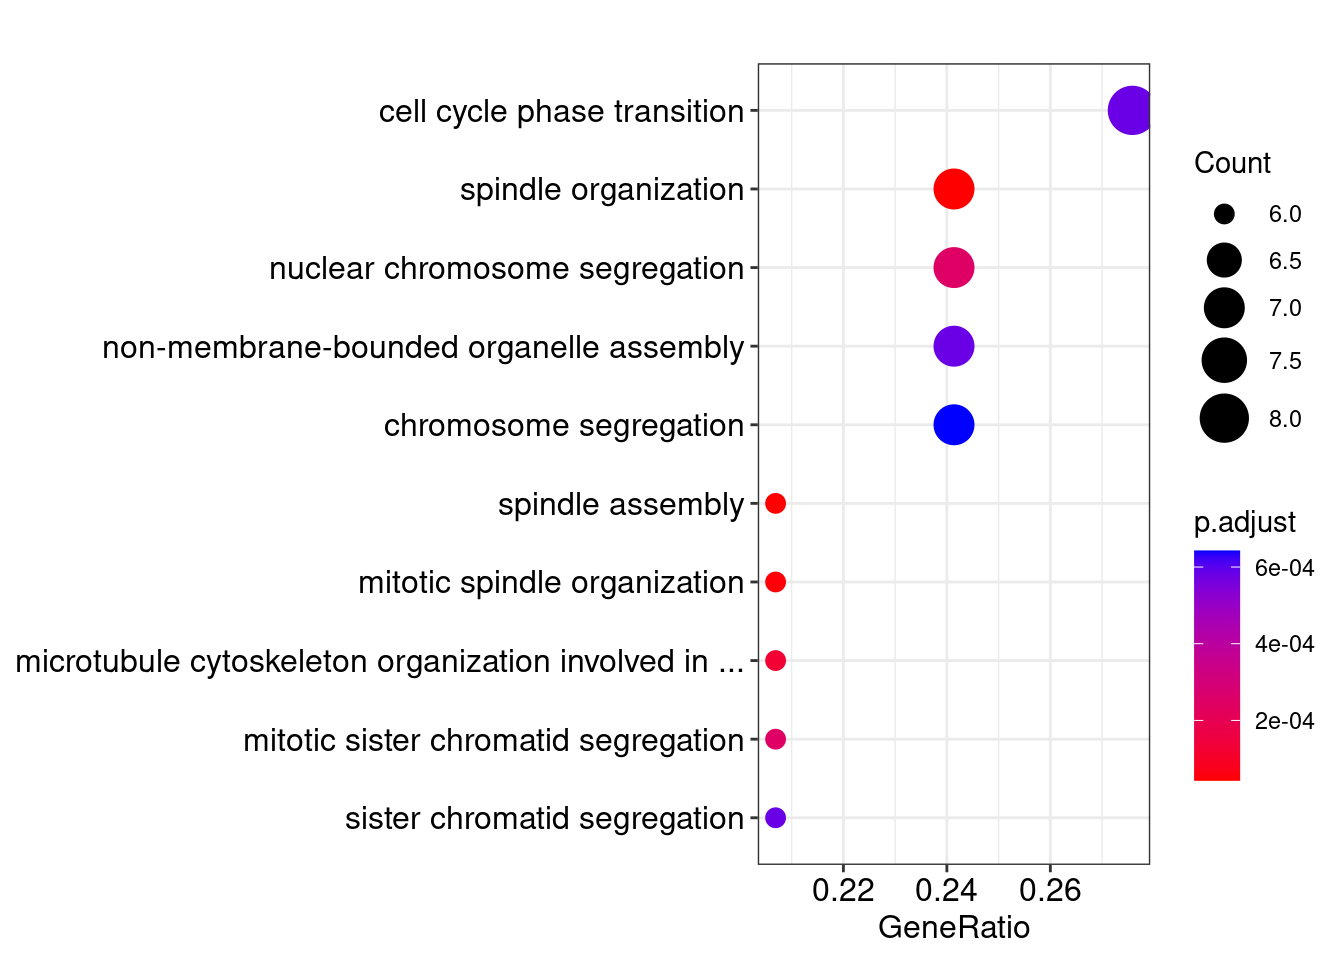 cell cycle phase transition
spindle organization
nuclear chromosome segregation
non-membrane-bounded organelle assembly
chromosome segregation
spindle assembly
mitotic spindle organization
microtubule cytoskeleton organization involved in ...
mitotic sister chromatid segregation
sister chromatid segregation
0.22 0.24 0.26
GeneRatio
Count
6.0
6.5
7.0
7.5
8.0
p.adjust
6e-04
4e-04
2e-04